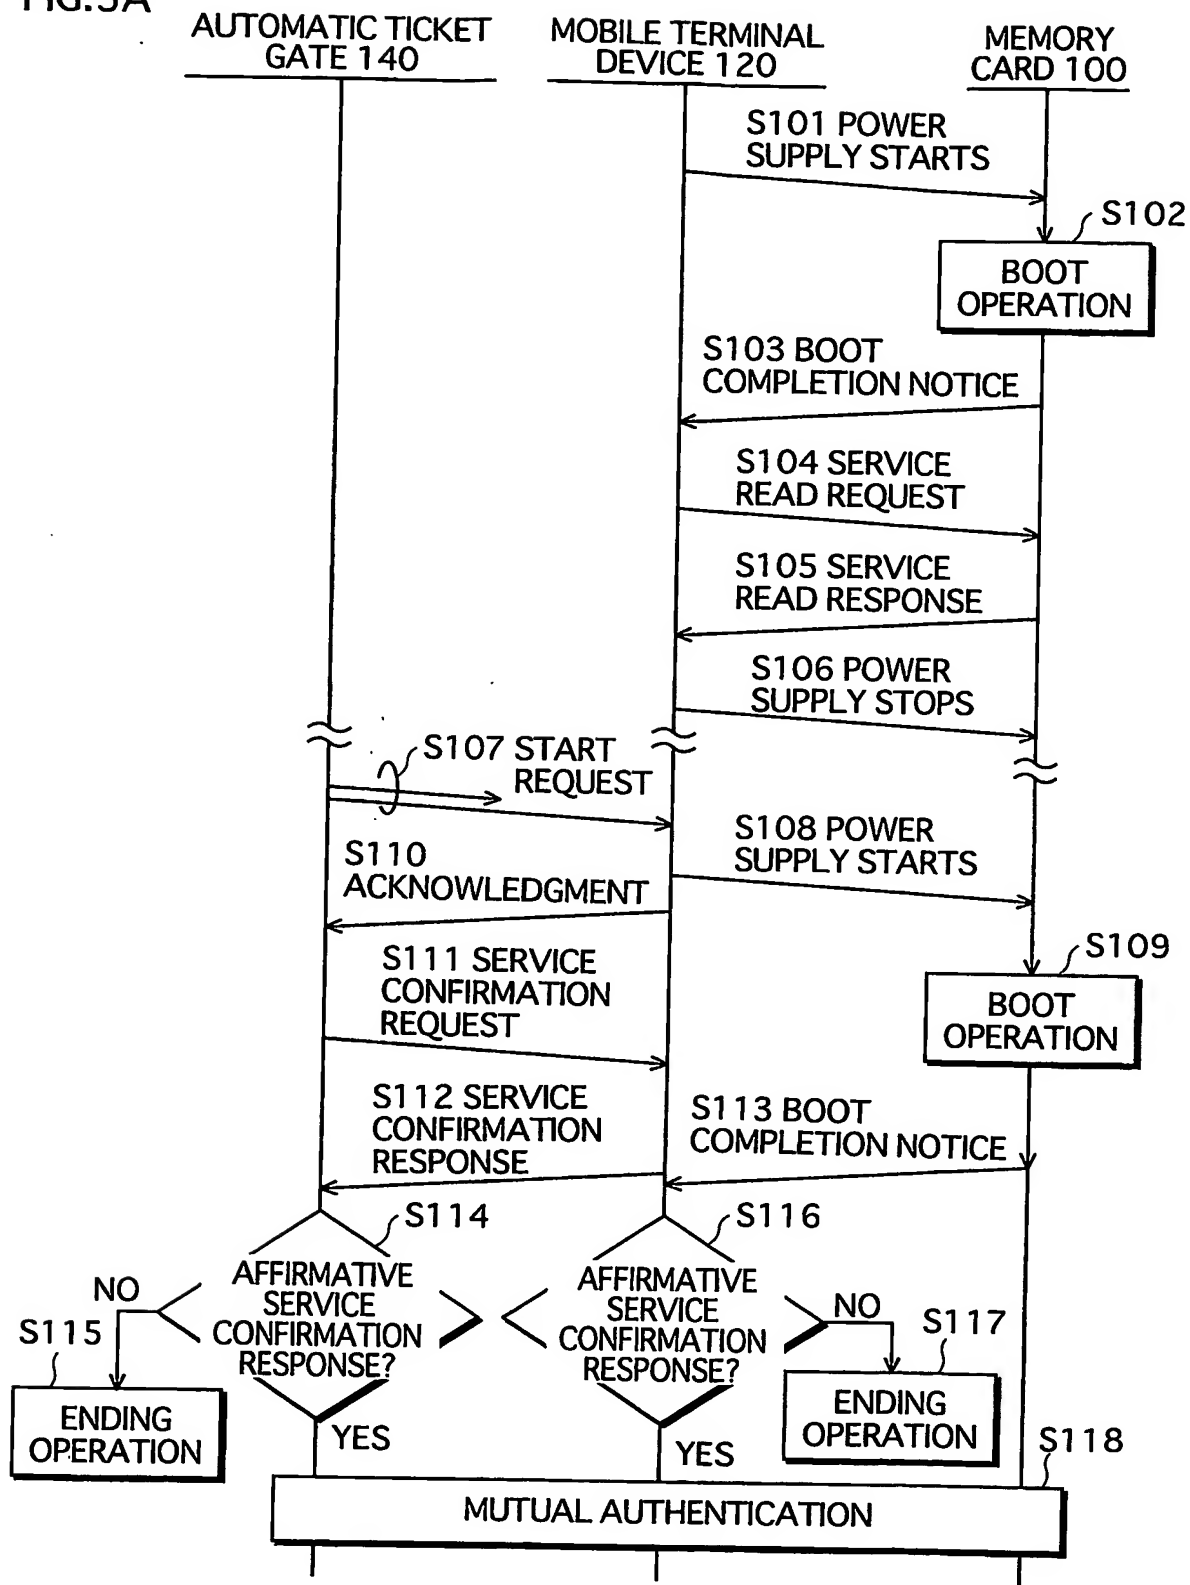 FIG.5A
AUTOMATIC TICKET
GATE 140
MOBILE TERMINAL
DEVICE 120
MEMORY
CARD 100
S101 POWER
SUPPLY STARTS
S102
BOOT
OPERATION
S103 BOOT
COMPLETION NOTICE
S104 SERVICE
READ REQUEST
S105 SERVICE
READ RESPONSE
S106 POWER
SUPPLY STOPS
S107 START
REQUEST
S108 POWER
SUPPLY STARTS
S110
ACKNOWLEDGMENT
S109
BOOT
OPERATION
S111 SERVICE
CONFIRMATION
REQUEST
S112 SERVICE
CONFIRMATION
RESPONSE
S113 BOOT
COMPLETION NOTICE
S114
AFFIRMATIVE
SERVICE
CONFIRMATION
RESPONSE?
NO
S115
ENDING
OPERATION
YES
S116
AFFIRMATIVE
SERVICE
CONFIRMATION
RESPONSE?
NO
S117
ENDING
OPERATION
YES
S118
MUTUAL AUTHENTICATION